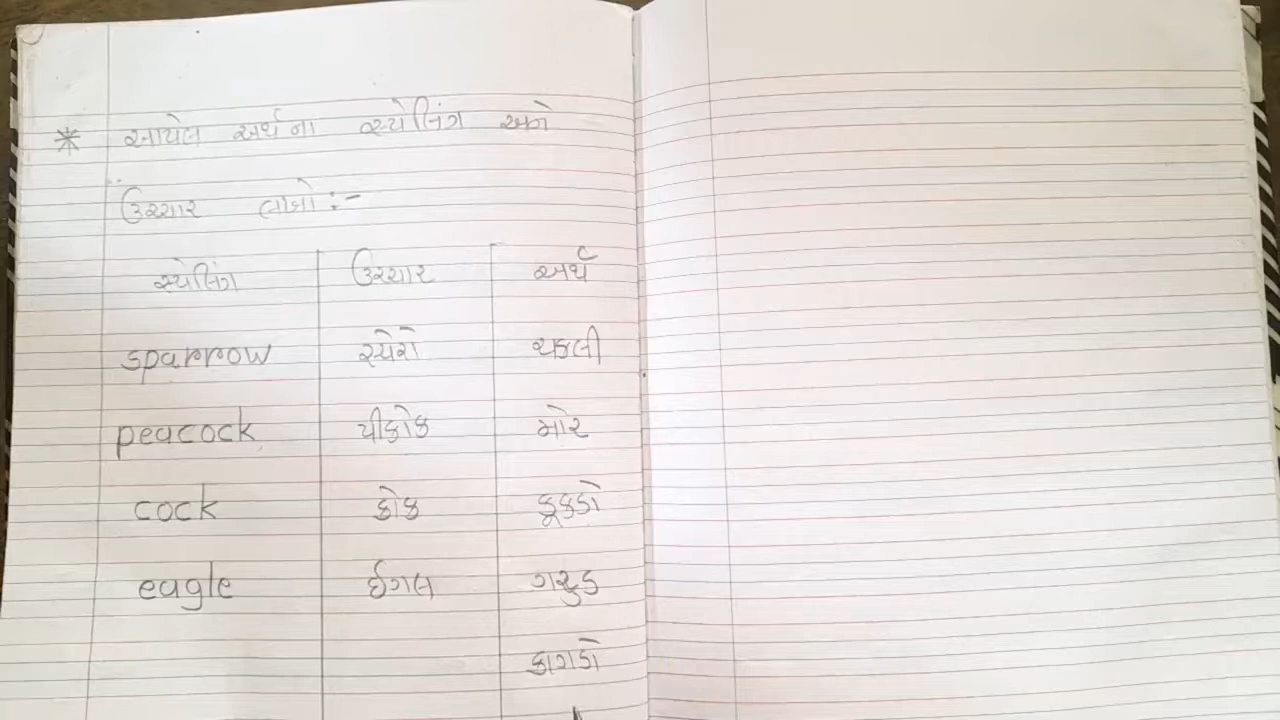 * આપેલ અર્થના સ્પેલિંગ અને
ઉચ્ચાર લખો :-
સ્પેલિંગ ઉચ્ચાર અર્થ
sparrow સ્પેરો ચકલી
peacock પીકોક મોર
cock કોક કૂકડો
eagle ઈગલ ગરુડ
કાગડો